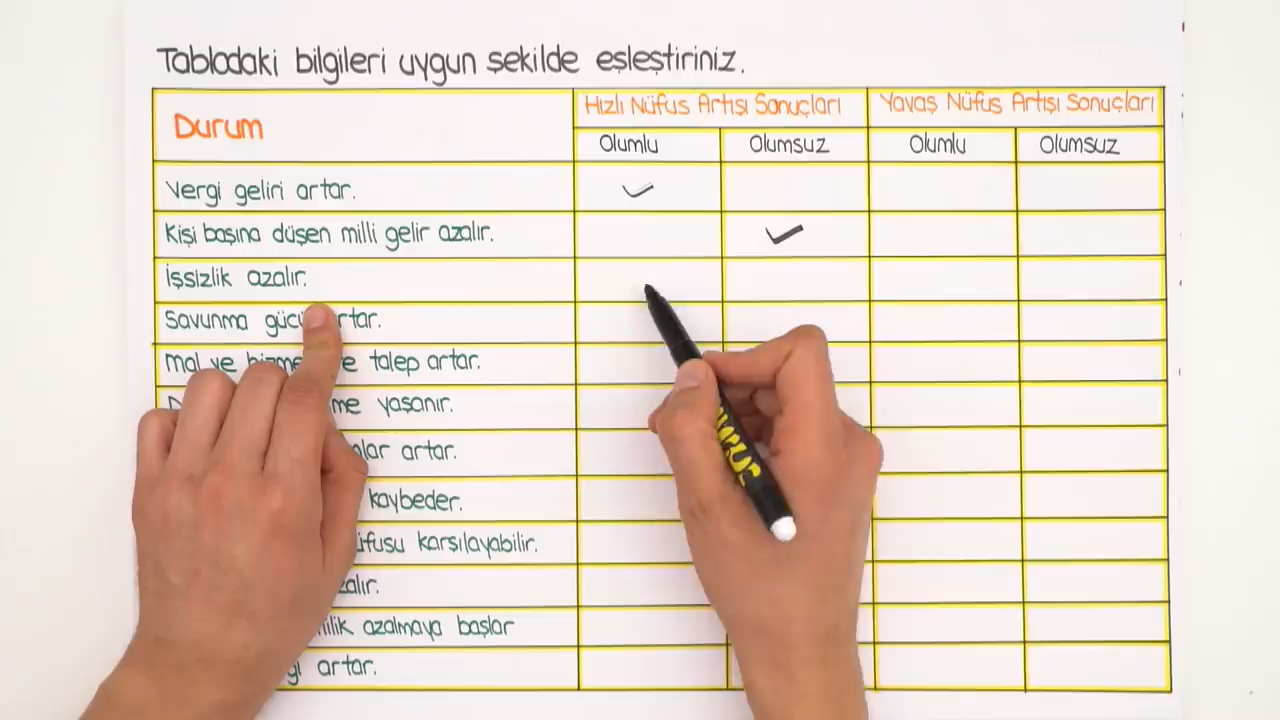 Tablodaki bilgileri uygun şekilde eşleştiriniz.
Durum
Hızlı Nüfus Artışı Sonuçları
Yavaş Nüfus Artışı Sonuçları
Olumlu
Olumsuz
Olumlu
Olumsuz
Vergi geliri artar.
Kişi başına düşen milli gelir azalır.
İşsizlik azalır.
Savunma artar.
Mal ve talep artar.
yaşanır.
artar.
kaybeder.
karşılayabilir.
azalmaya başlar
artar.